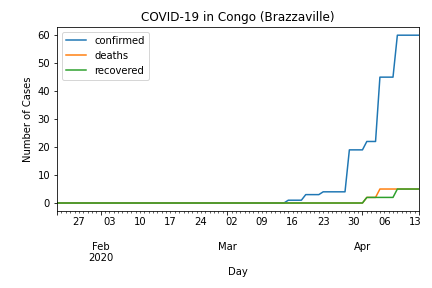 COVID-19 in Congo (Brazzaville)
confirmed
deaths
recovered
Number of Cases
60
50
40
30
20
10
0
27 03 10 17 24 02 09 16 23 30 06 13
Feb Mar Apr
2020
Day